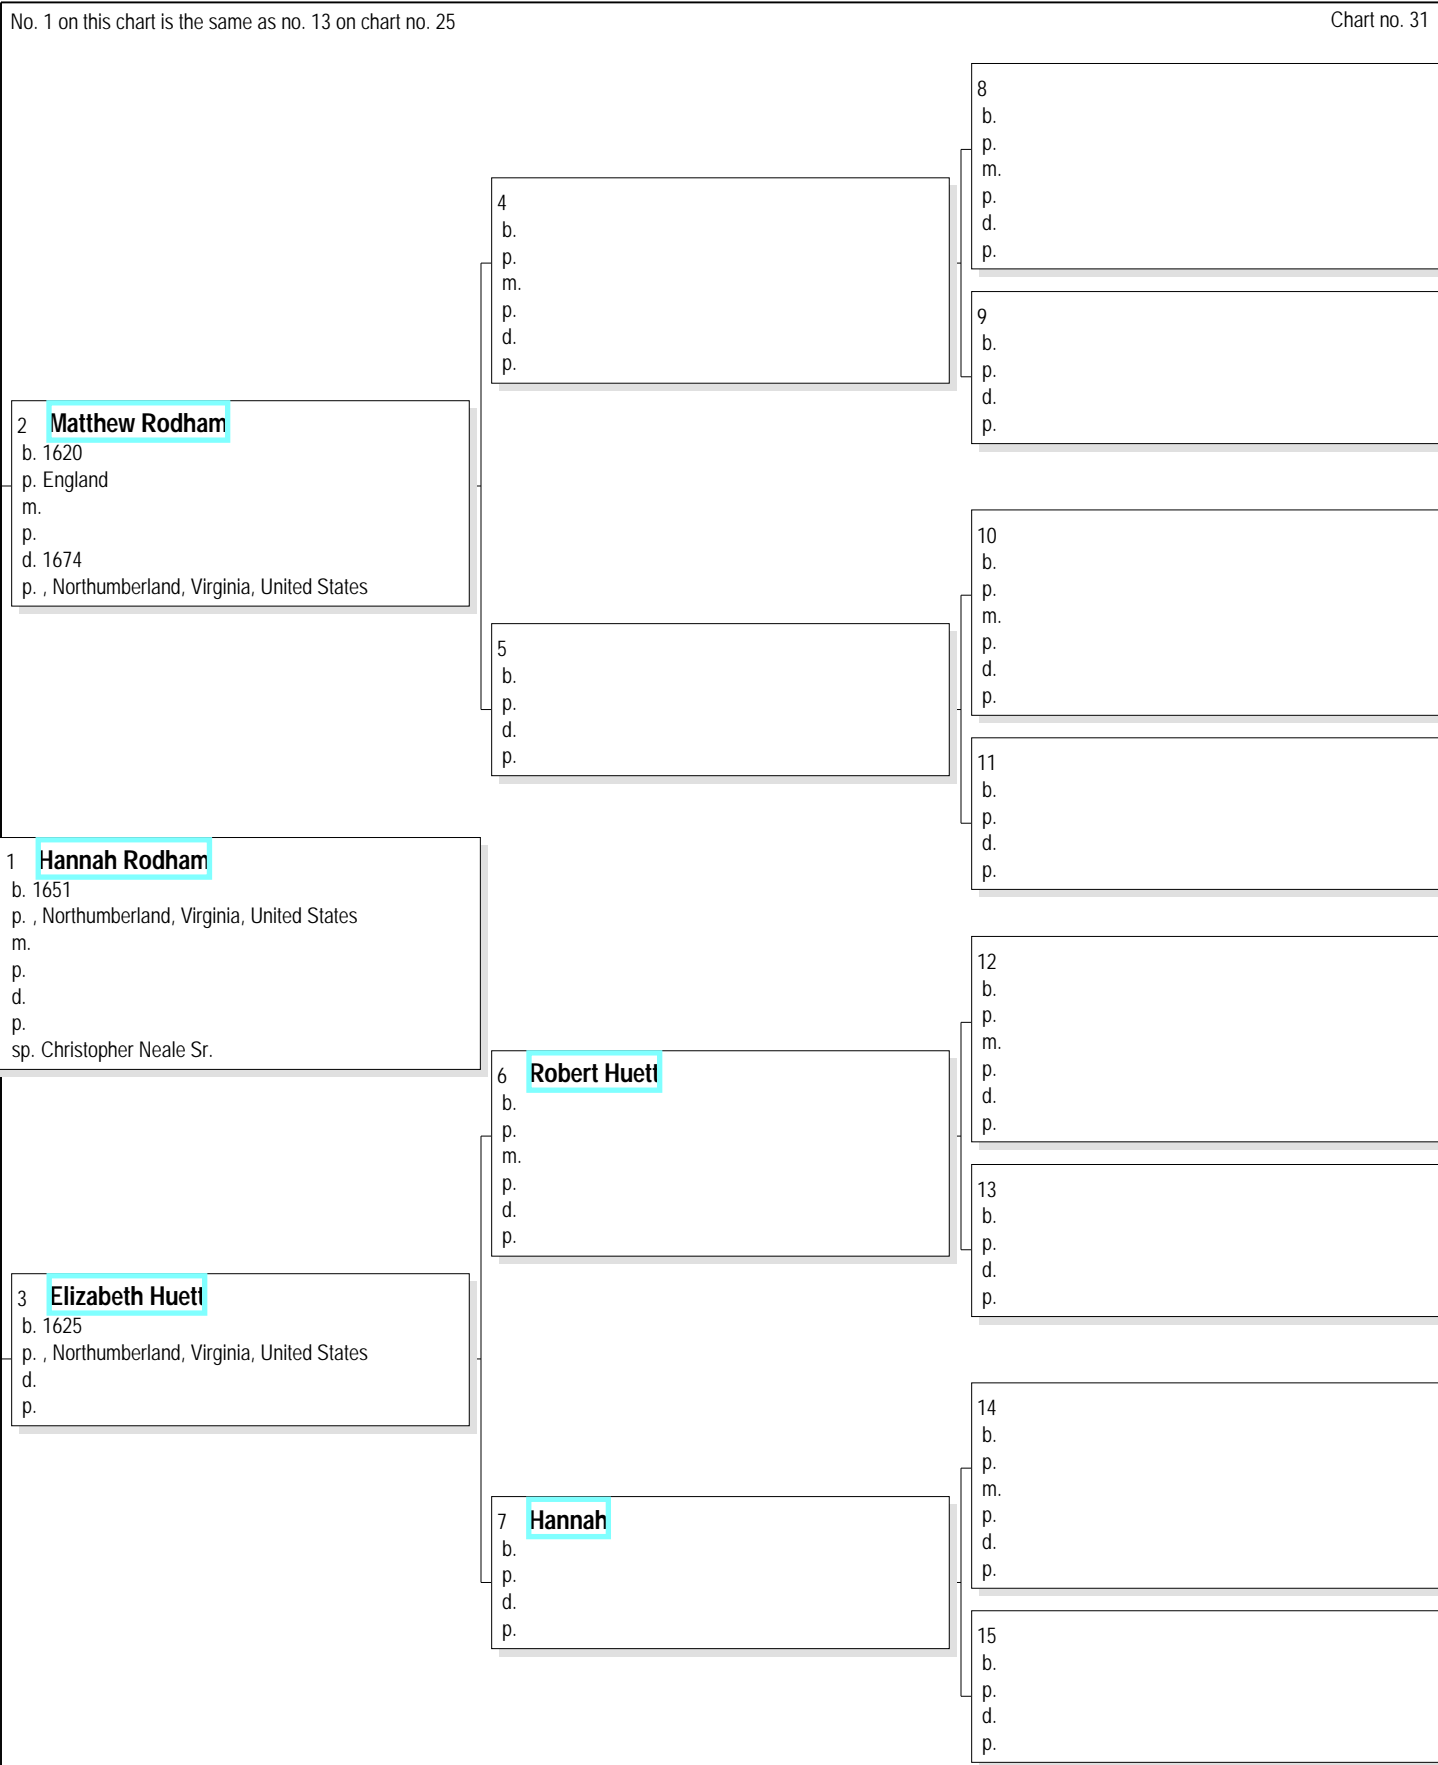 No. 1 on this chart is the same as no. 13 on chart no. 25
Chart no. 31
2 Matthew Rodham
b. 1620
p. England
m.
p.
d. 1674
p. , Northumberland, Virginia, United States
1 Hannah Rodham
b. 1651
p. , Northumberland, Virginia, United States
m.
p.
d.
p.
sp. Christopher Neale Sr.
3 Elizabeth Huett
b. 1625
p. , Northumberland, Virginia, United States
d.
p.
4
b.
p.
m.
p.
d.
p.
5
b.
p.
d.
p.
6 Robert Huett
b.
p.
m.
p.
d.
p.
7 Hannah
b.
p.
d.
p.
8
b.
p.
m.
p.
d.
p.
9
b.
p.
d.
p.
10
b.
p.
m.
p.
d.
p.
11
b.
p.
d.
p.
12
b.
p.
m.
p.
d.
p.
13
b.
p.
d.
p.
14
b.
p.
m.
p.
d.
p.
15
b.
p.
d.
p.